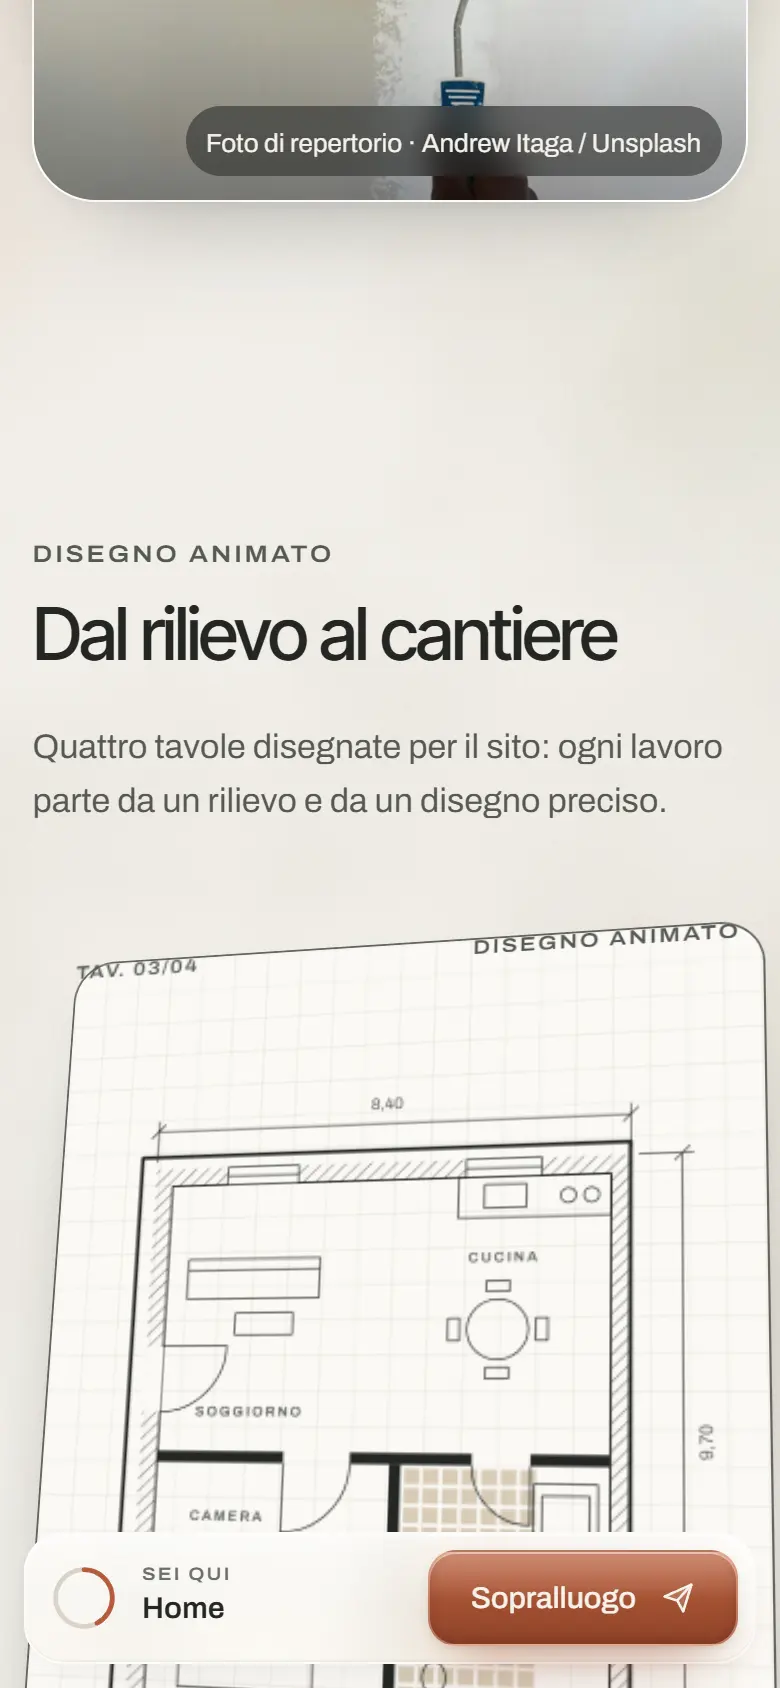 Foto di repertorio · Andrew Itaga / Unsplash
DISEGNO ANIMATO
Dal rilievo al cantiere
Quattro tavole disegnate per il sito: ogni lavoro
parte da un rilievo e da un disegno preciso.
TAV. 03/04
DISEGNO ANIMATO
8,40
CUCINA
SOGGIORNO
9,70
CAMERA
SEI QUI
Home
Sopralluogo